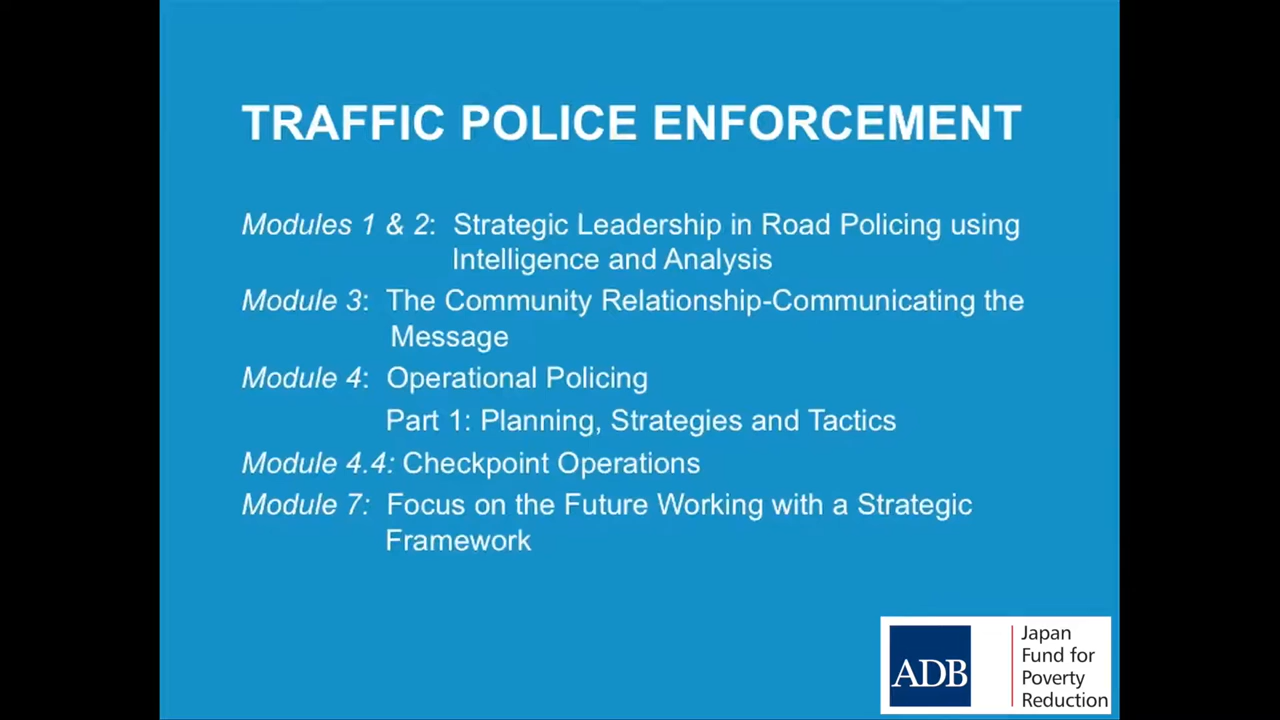 TRAFFIC POLICE ENFORCEMENT
Modules 1 & 2: Strategic Leadership in Road Policing using
Intelligence and Analysis
Module 3: The Community Relationship-Communicating the
Message
Module 4: Operational Policing
Part 1: Planning, Strategies and Tactics
Module 4.4: Checkpoint Operations
Module 7: Focus on the Future Working with a Strategic
Framework
ADB
Japan
Fund for
Poverty
Reduction